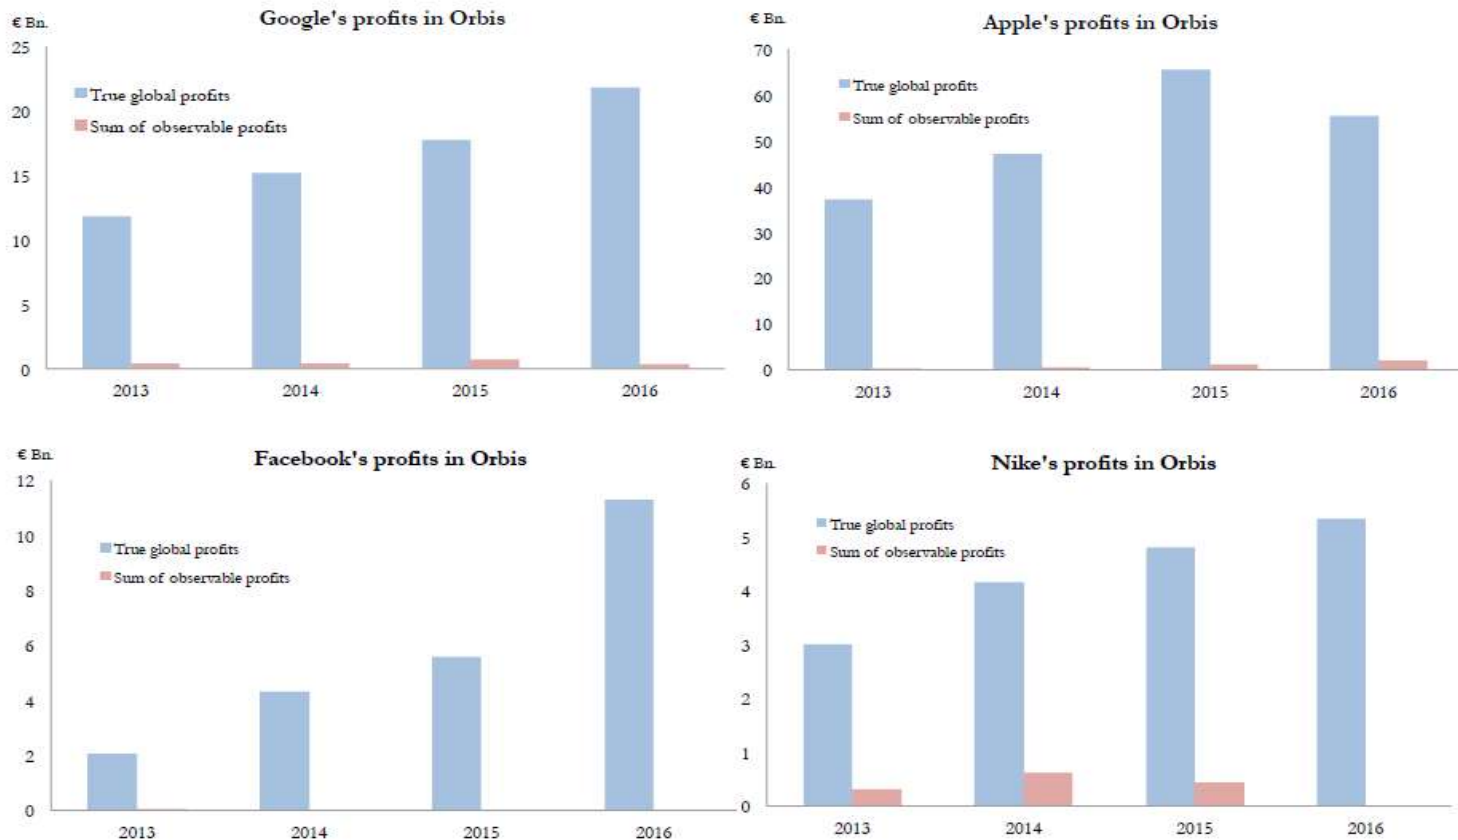 Google's profits in Orbis
€ Bn.
25
20
15
10
5
0
True global profits
Sum of observable profits
2013 2014 2015 2016
Apple's profits in Orbis
€ Bn.
70
60
50
40
30
20
10
0
True global profits
Sum of observable profits
2013 2014 2015 2016
Facebook's profits in Orbis
€ Bn.
12
10
8
6
4
2
0
True global profits
Sum of observable profits
2013 2014 2015 2016
Nike's profits in Orbis
€ Bn.
6
5
4
3
2
1
0
True global profits
Sum of observable profits
2013 2014 2015 2016